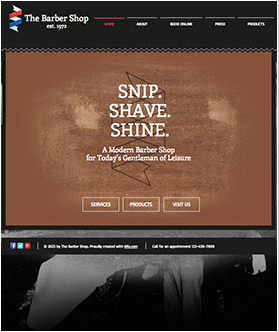 The Barber Shop
est. 1972
HOME ABOUT BOOK ONLINE PRESS PRODUCTS
SNIP.
SHAVE.
SHINE.
A Modern Barber Shop
for Today's Gentleman of Leisure
SERVICES PRODUCTS VISIT US
© 2023 by The Barber Shop. Proudly created with Wix.com Call for an appointment 123-456-7890